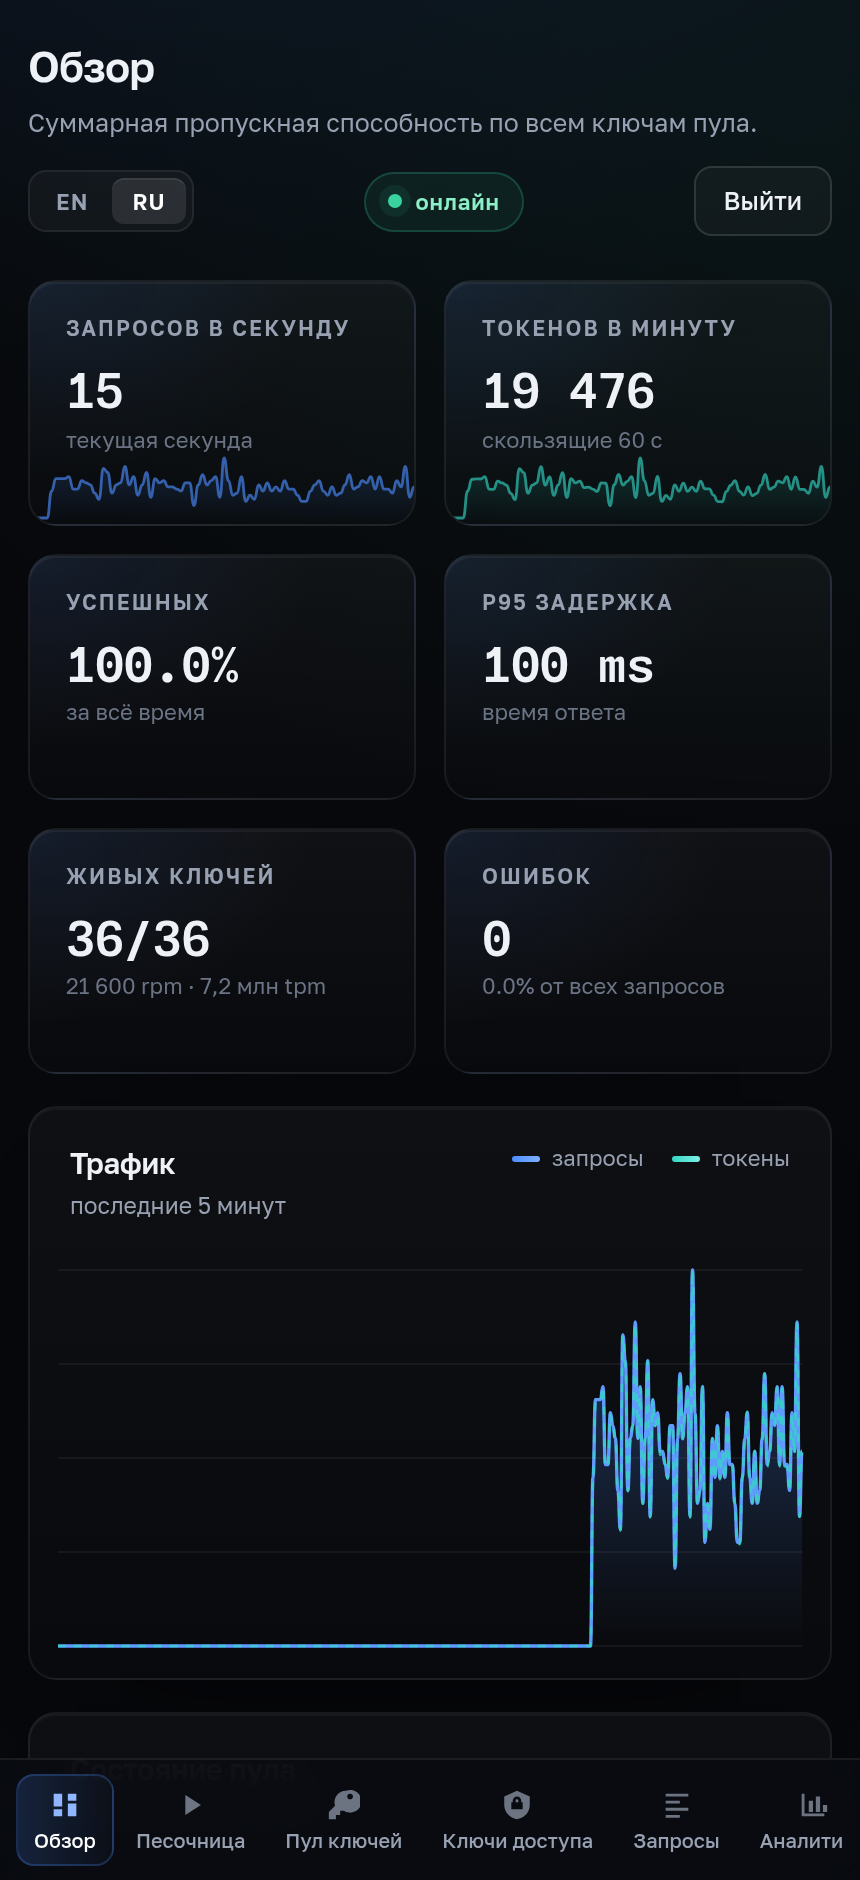 Обзор
Суммарная пропускная способность по всем ключам пула.
EN RU онлайн Выйти
ЗАПРОСОВ В СЕКУНДУ
15
текущая секунда
ТОКЕНОВ В МИНУТУ
19 476
скользящие 60 с
УСПЕШНЫХ
100.0%
за всё время
P95 ЗАДЕРЖКА
100 ms
время ответа
ЖИВЫХ КЛЮЧЕЙ
36/36
21 600 rpm · 7,2 млн tpm
ОШИБОК
0
0.0% от всех запросов
Трафик
последние 5 минут
запросы токены
Состояние пула
Обзор Песочница Пул ключей Ключи доступа Запросы Аналити